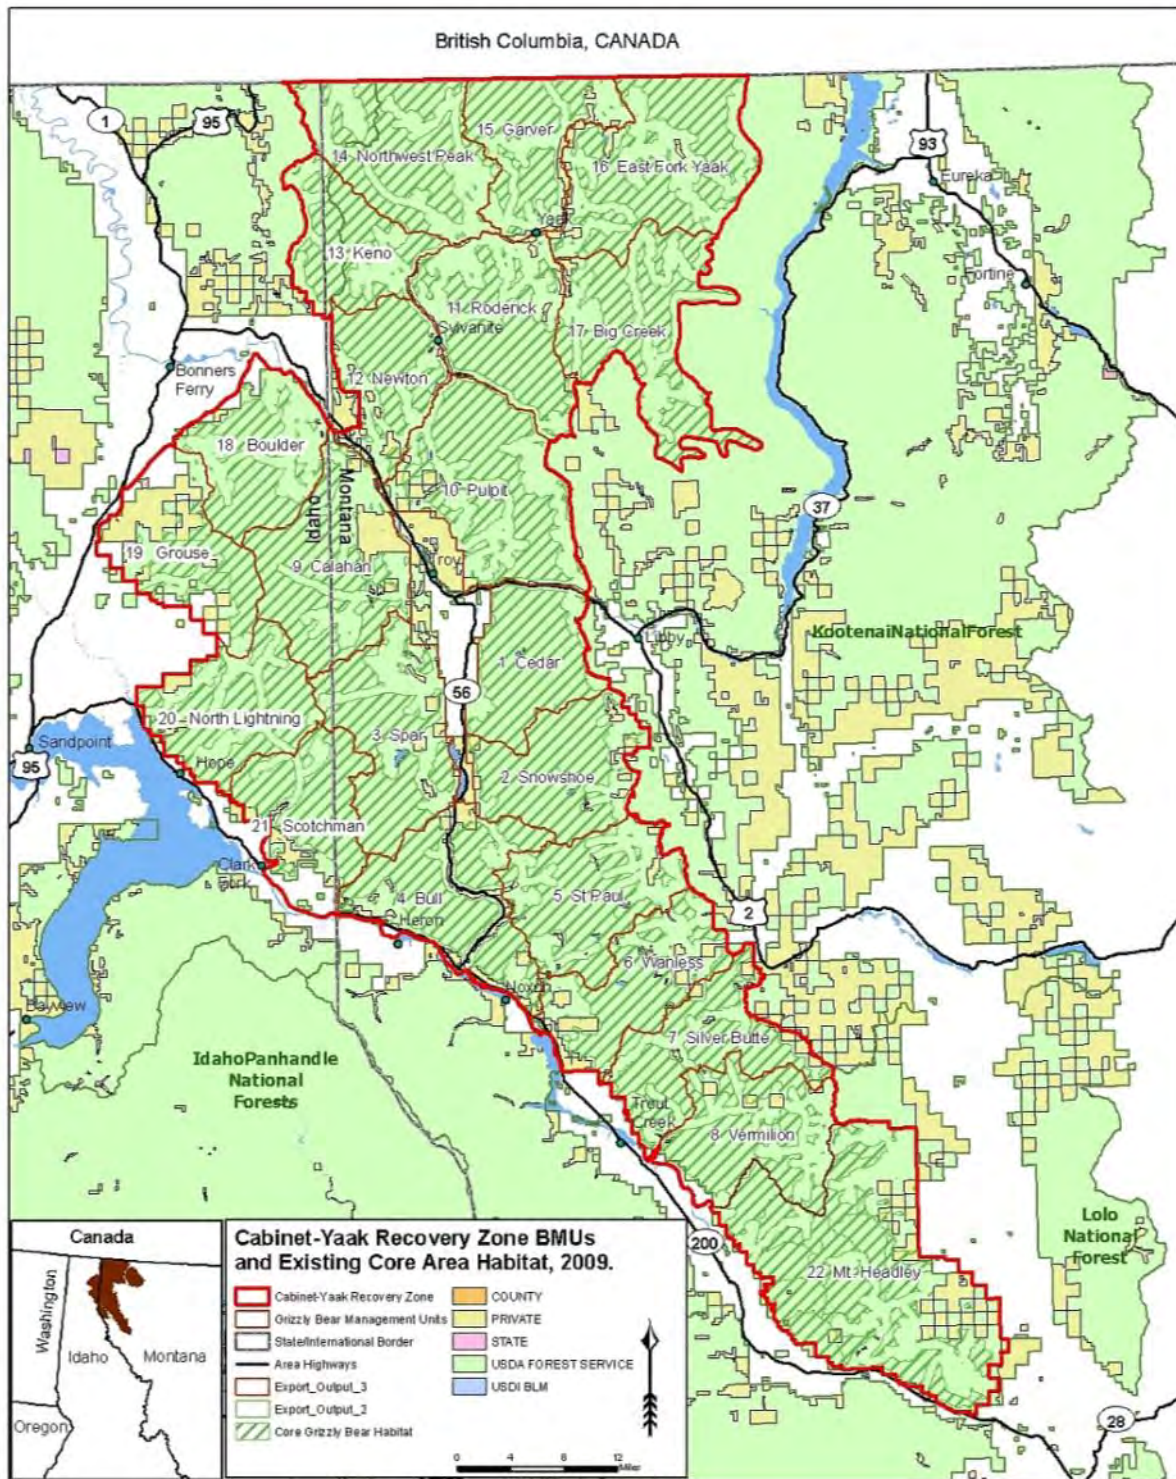 British Columbia, CANADA
1
95
93
15 Garver
14 Northwest Peak
16 East Fork Yaak
Eureka
Yaak
13 Keno
Fortine
11 Roderick
Sylvanite
17 Big Creek
Bonners
Ferry
12 Newton
18 Boulder
Idaho
Montana
10 Pulpit
37
19 Grouse
9 Calahan
Troy
Libby
KootenaiNationalForest
1 Cedar
56
20 North Lightning
3 Spar
Sandpoint
95
Hope
2 Snowshoe
21 Scotchman
Clark
Fork
4 Bull
5 St Paul
2
Heron
6 Wanless
Noxon
Bayview
7 Silver Butte
IdahoPanhandle
National
Forests
Trout
Creek
8 Vermilion
Lolo
National
Forest
200
22 Mt. Headley
28
Canada
Washington
Idaho
Montana
Oregon
Cabinet-Yaak Recovery Zone BMUs
and Existing Core Area Habitat, 2009.
Cabinet-Yaak Recovery Zone
Grizzly Bear Management Units
State/International Border
Area Highways
Export_Output_3
Export_Output_2
Core Grizzly Bear Habitat
COUNTY
PRIVATE
STATE
USDA FOREST SERVICE
USDI BLM
0 4 8 12
Miles